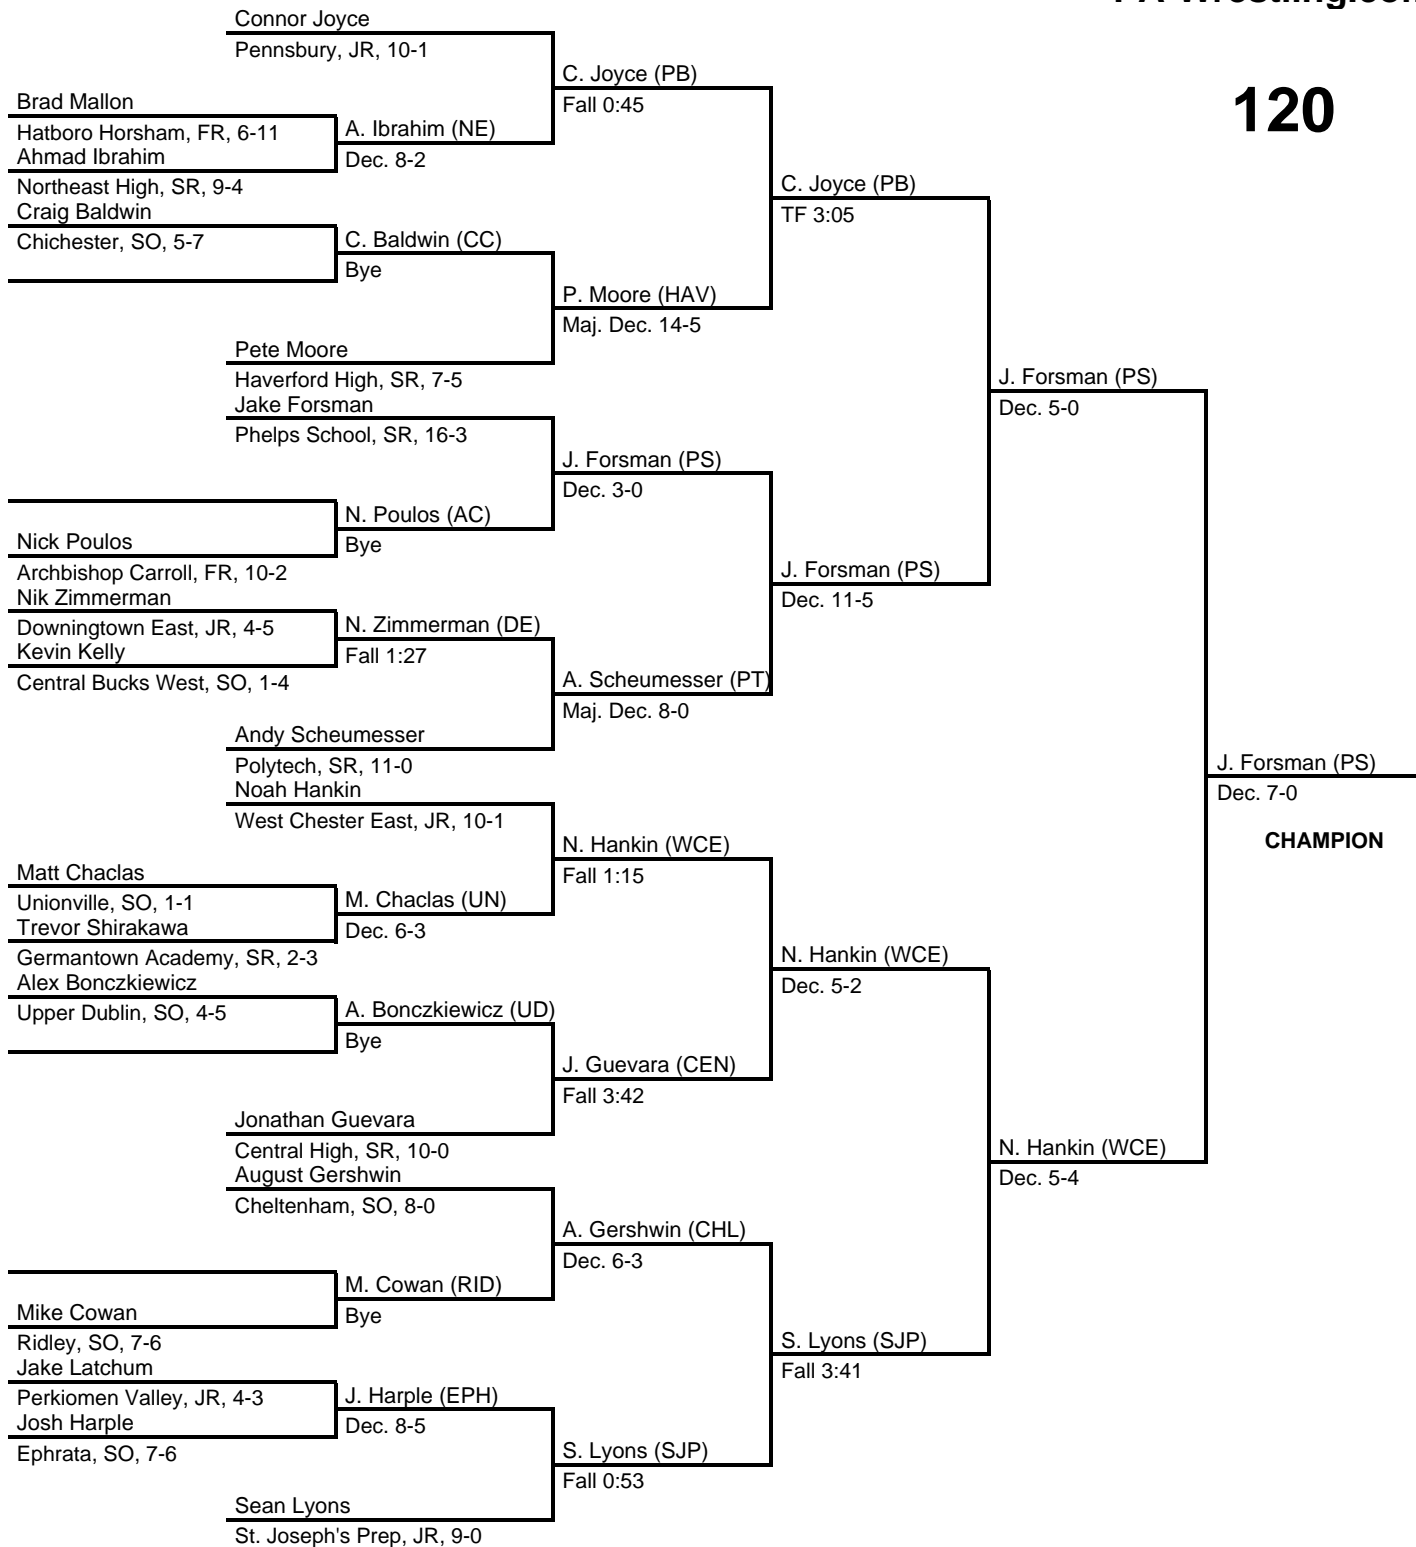 Connor Joyce
Pennsbury, JR, 10-1
C. Joyce (PB)
Fall 0:45
120
Brad Mallon
Hatboro Horsham, FR, 6-11
Ahmad Ibrahim
A. Ibrahim (NE)
Dec. 8-2
Northeast High, SR, 9-4
Craig Baldwin
C. Joyce (PB)
TF 3:05
Chichester, SO, 5-7
C. Baldwin (CC)
Bye
P. Moore (HAV)
Maj. Dec. 14-5
Pete Moore
Haverford High, SR, 7-5
Jake Forsman
Phelps School, SR, 16-3
J. Forsman (PS)
Dec. 5-0
J. Forsman (PS)
Dec. 3-0
N. Poulos (AC)
Bye
Nick Poulos
Archbishop Carroll, FR, 10-2
Nik Zimmerman
J. Forsman (PS)
Dec. 11-5
Downingtown East, JR, 4-5
Kevin Kelly
N. Zimmerman (DE)
Fall 1:27
Central Bucks West, SO, 1-4
A. Scheumesser (PT)
Maj. Dec. 8-0
Andy Scheumesser
Polytech, SR, 11-0
Noah Hankin
West Chester East, JR, 10-1
J. Forsman (PS)
Dec. 7-0
CHAMPION
N. Hankin (WCE)
Fall 1:15
Matt Chaclas
Unionville, SO, 1-1
Trevor Shirakawa
M. Chaclas (UN)
Dec. 6-3
Germantown Academy, SR, 2-3
Alex Bonczkiewicz
N. Hankin (WCE)
Dec. 5-2
Upper Dublin, SO, 4-5
A. Bonczkiewicz (UD)
Bye
J. Guevara (CEN)
Fall 3:42
Jonathan Guevara
Central High, SR, 10-0
August Gershwin
Cheltenham, SO, 8-0
N. Hankin (WCE)
Dec. 5-4
A. Gershwin (CHL)
Dec. 6-3
M. Cowan (RID)
Bye
Mike Cowan
Ridley, SO, 7-6
Jake Latchum
S. Lyons (SJP)
Fall 3:41
Perkiomen Valley, JR, 4-3
Josh Harple
J. Harple (EPH)
Dec. 8-5
Ephrata, SO, 7-6
S. Lyons (SJP)
Fall 0:53
Sean Lyons
St. Joseph's Prep, JR, 9-0